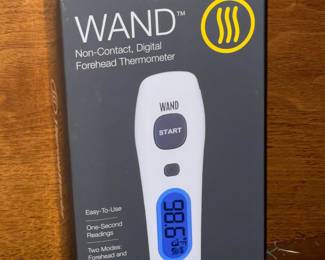 WAND™
Non-Contact, Digital
Forehead Thermometer
WAND
START
98.6
Easy-To-Use
One-Second
Readings
Two Modes:
Forehead and